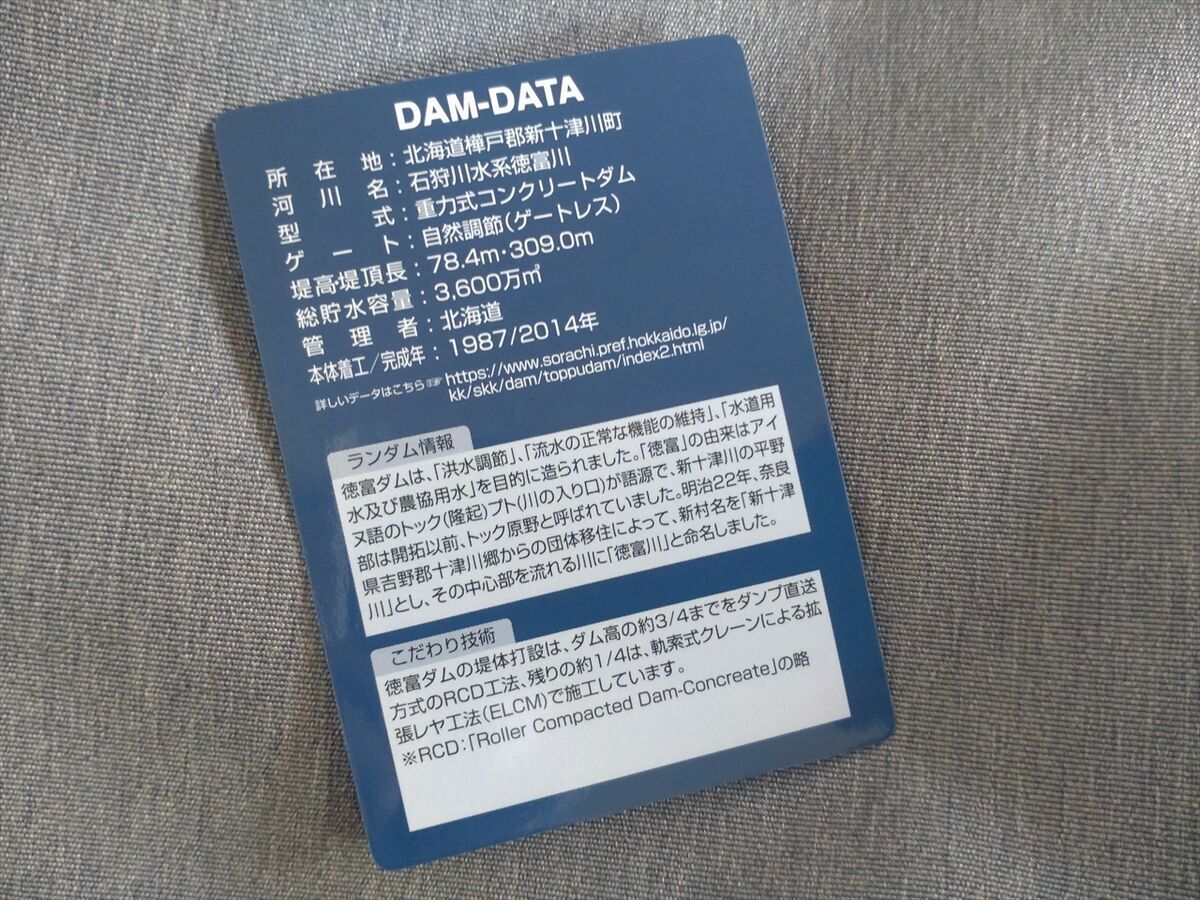 DAM-DATA
所在地：北海道樺戸郡新十津川町
河川名：石狩川水系徳富川
型式：重力式コンクリートダム
ゲート：自然調節（ゲートレス）
堤高・堤頂長：78.4m・309.0m
総貯水容量：3,600万㎥
管理者：北海道
本体着工／完成年：1987/2014年
詳しいデータはこちら☞https://www.sorachi.pref.hokkaido.lg.jp/
kk/skk/dam/toppudam/index2.html
ランダム情報
徳富ダムは、「洪水調節」、「流水の正常な機能の維持」、「水道用
水及び農協用水」を目的に造られました。「徳富」の由来はアイ
ヌ語のトック（隆起）プト（川の入り口）が語源で、新十津川の平野
部は開拓以前、トック原野と呼ばれていました。明治22年、奈良
県吉野郡十津川郷からの団体移住によって、新村名を「新十津
川」とし、その中心部を流れる川に「徳富川」と命名しました。
こだわり技術
徳富ダムの堤体打設は、ダム高の約3/4までをダンプ直送
方式のRCD工法、残りの約1/4は、軌索式クレーンによる拡
張レヤ工法（ELCM）で施工しています。
※RCD：「Roller Compacted Dam-Concreate」の略